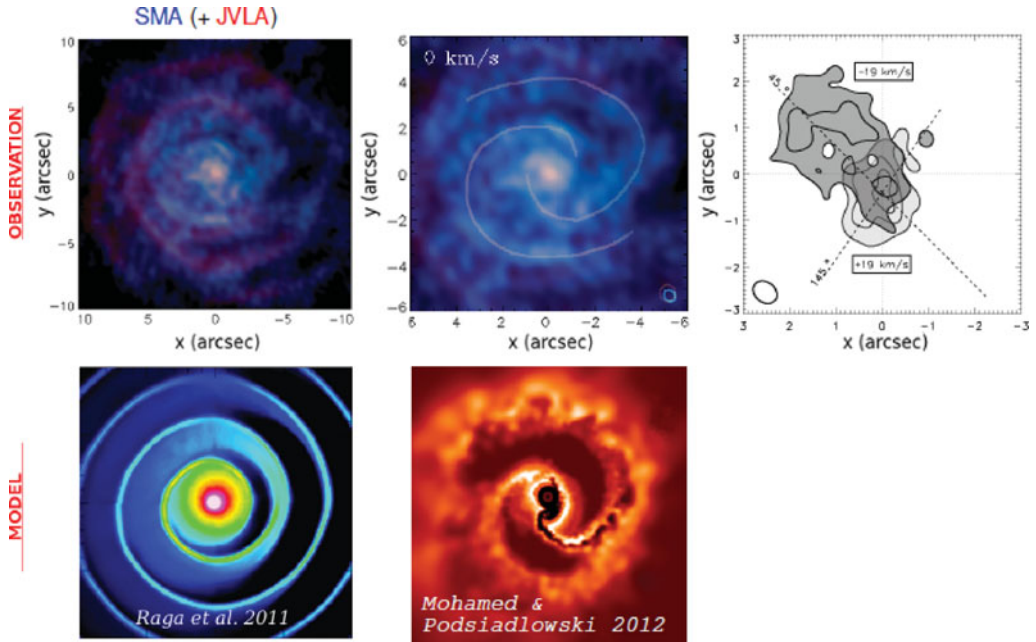 SMA (+ JVLA)
OBSERVATION
10
5
0
-5
-10
y (arcsec)
10 5 0 -5 -10
x (arcsec)
0 km/s
6
4
2
0
-2
-4
-6
y (arcsec)
6 4 2 0 -2 -4 -6
x (arcsec)
-19 km/s
45.°
+19 km/s
145.°
3
2
1
0
-1
-2
-3
y (arcsec)
3 2 1 0 -1 -2 -3
x (arcsec)
MODEL
Raga et al. 2011
Mohamed &
Podsiadlowski 2012